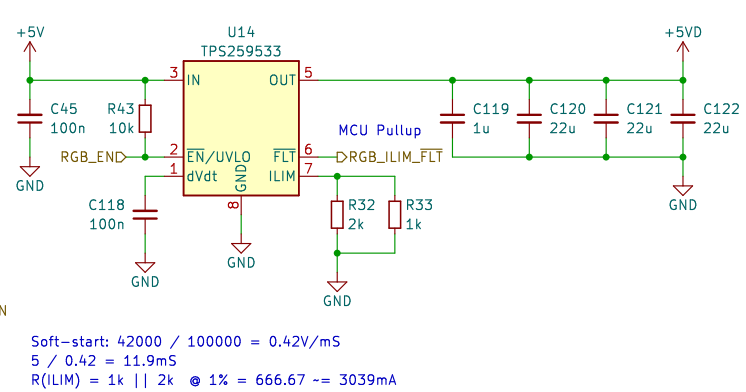 U14
TPS259533
+5V
+5VD
3 IN
OUT 5
C45
100n
R43
10k
C119
1u
C120
22u
C121
22u
C122
22u
MCU Pullup
RGB_EN
2 EN/UVLO
FLT 6
RGB_ILIM_FLT
1 dVdt
ILIM 7
GND
8
GND
C118
100n
R32
2k
R33
1k
GND
GND
GND
GND
N
Soft-start: 42000 / 100000 = 0.42V/mS
5 / 0.42 = 11.9mS
R(ILIM) = 1k || 2k @ 1% = 666.67 ~= 3039mA